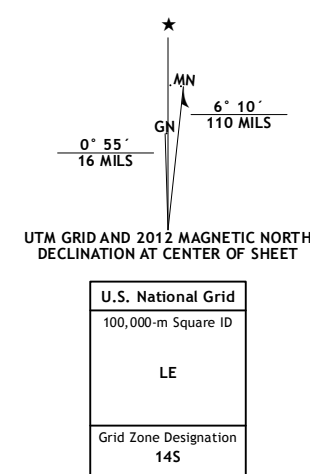 MN
GN
6° 10´
110 MILS
0° 55´
16 MILS
UTM GRID AND 2012 MAGNETIC NORTH
DECLINATION AT CENTER OF SHEET
U.S. National Grid
100,000-m Square ID
LE
Grid Zone Designation
14S